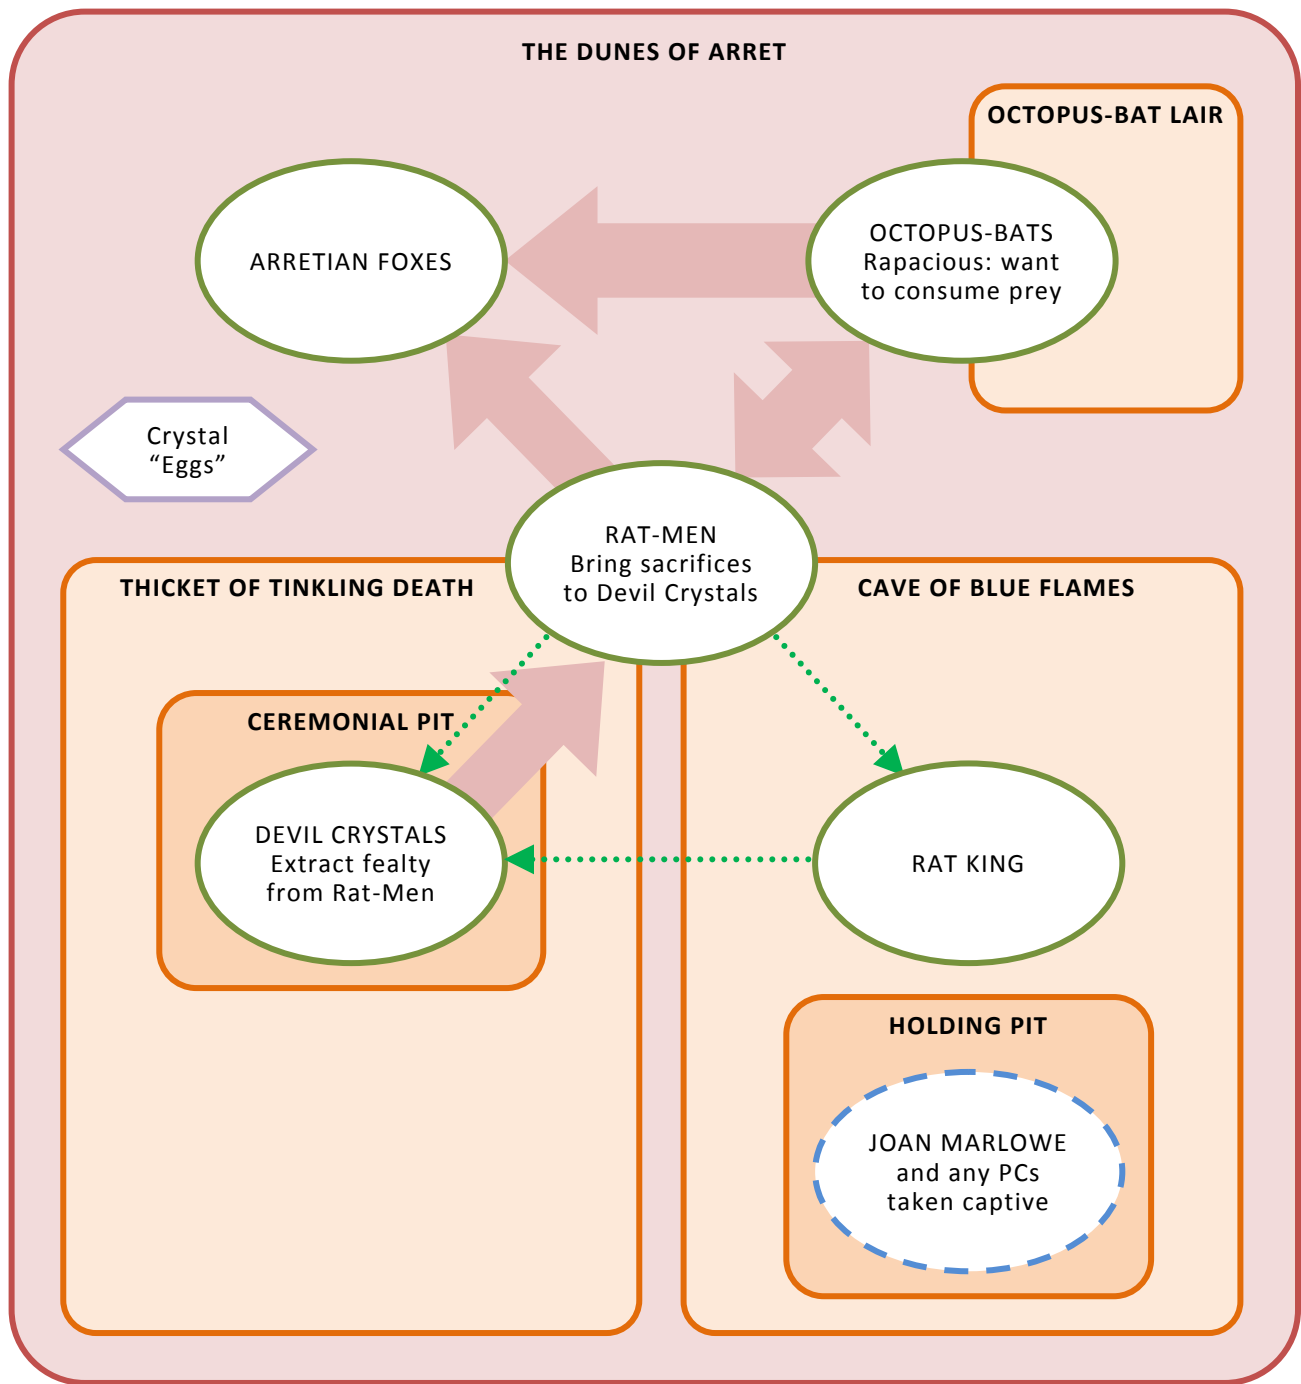 THE DUNES OF ARRET
OCTOPUS-BAT LAIR
ARRETIAN FOXES
OCTOPUS-BATS
Rapacious: want
to consume prey
Crystal
“Eggs”
RAT-MEN
Bring sacrifices
to Devil Crystals
THICKET OF TINKLING DEATH
CAVE OF BLUE FLAMES
CEREMONIAL PIT
DEVIL CRYSTALS
Extract fealty
from Rat-Men
RAT KING
HOLDING PIT
JOAN MARLOWE
and any PCs
taken captive